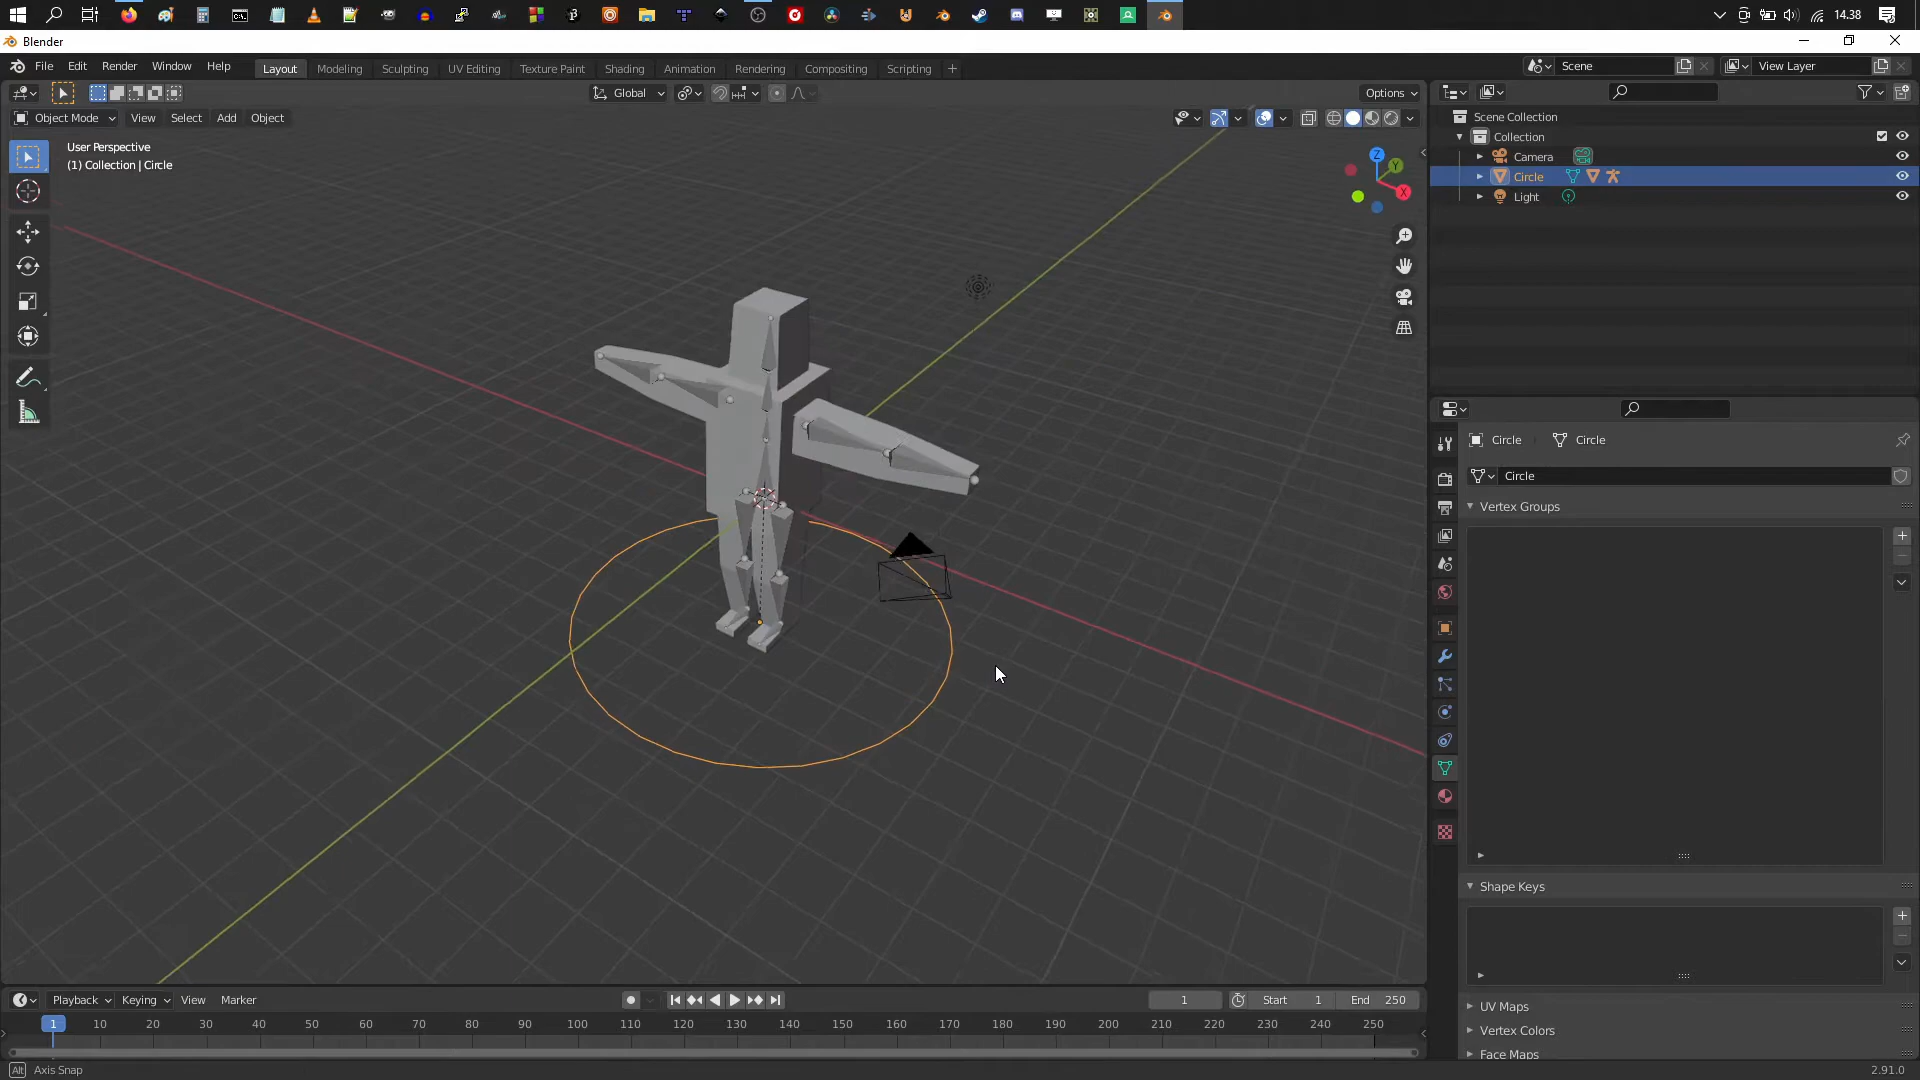 14.38
Blender
File Edit Render Window Help
Layout Modeling Sculpting UV Editing Texture Paint Shading Animation Rendering Compositing Scripting +
Scene
View Layer
Global
Options
Object Mode View Select Add Object
User Perspective
(1) Collection | Circle
Z
Y
X
Scene Collection
Collection
Camera
Circle
Light
Circle Circle
Circle
Vertex Groups
Shape Keys
UV Maps
Vertex Colors
Face Maps
Playback Keying View Marker
1 Start 1 End 250
1 10 20 30 40 50 60 70 80 90 100 110 120 130 140 150 160 170 180 190 200 210 220 230 240 250
Alt Axis Snap
2.91.0